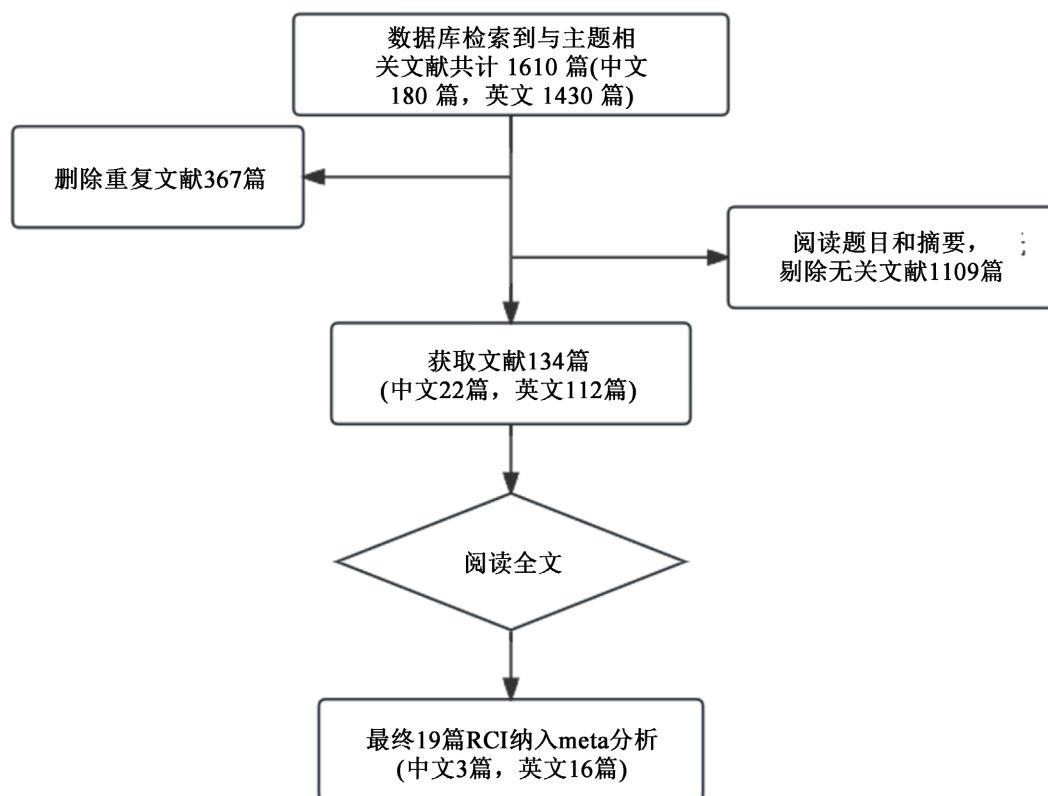 数据库检索到与主题相
关文献共计 1610 篇(中文
180 篇，英文 1430 篇)
删除重复文献367篇
阅读题目和摘要，
剔除无关文献1109篇
获取文献134篇
(中文22篇，英文112篇)
阅读全文
最终19篇RCI纳入meta分析
(中文3篇，英文16篇)